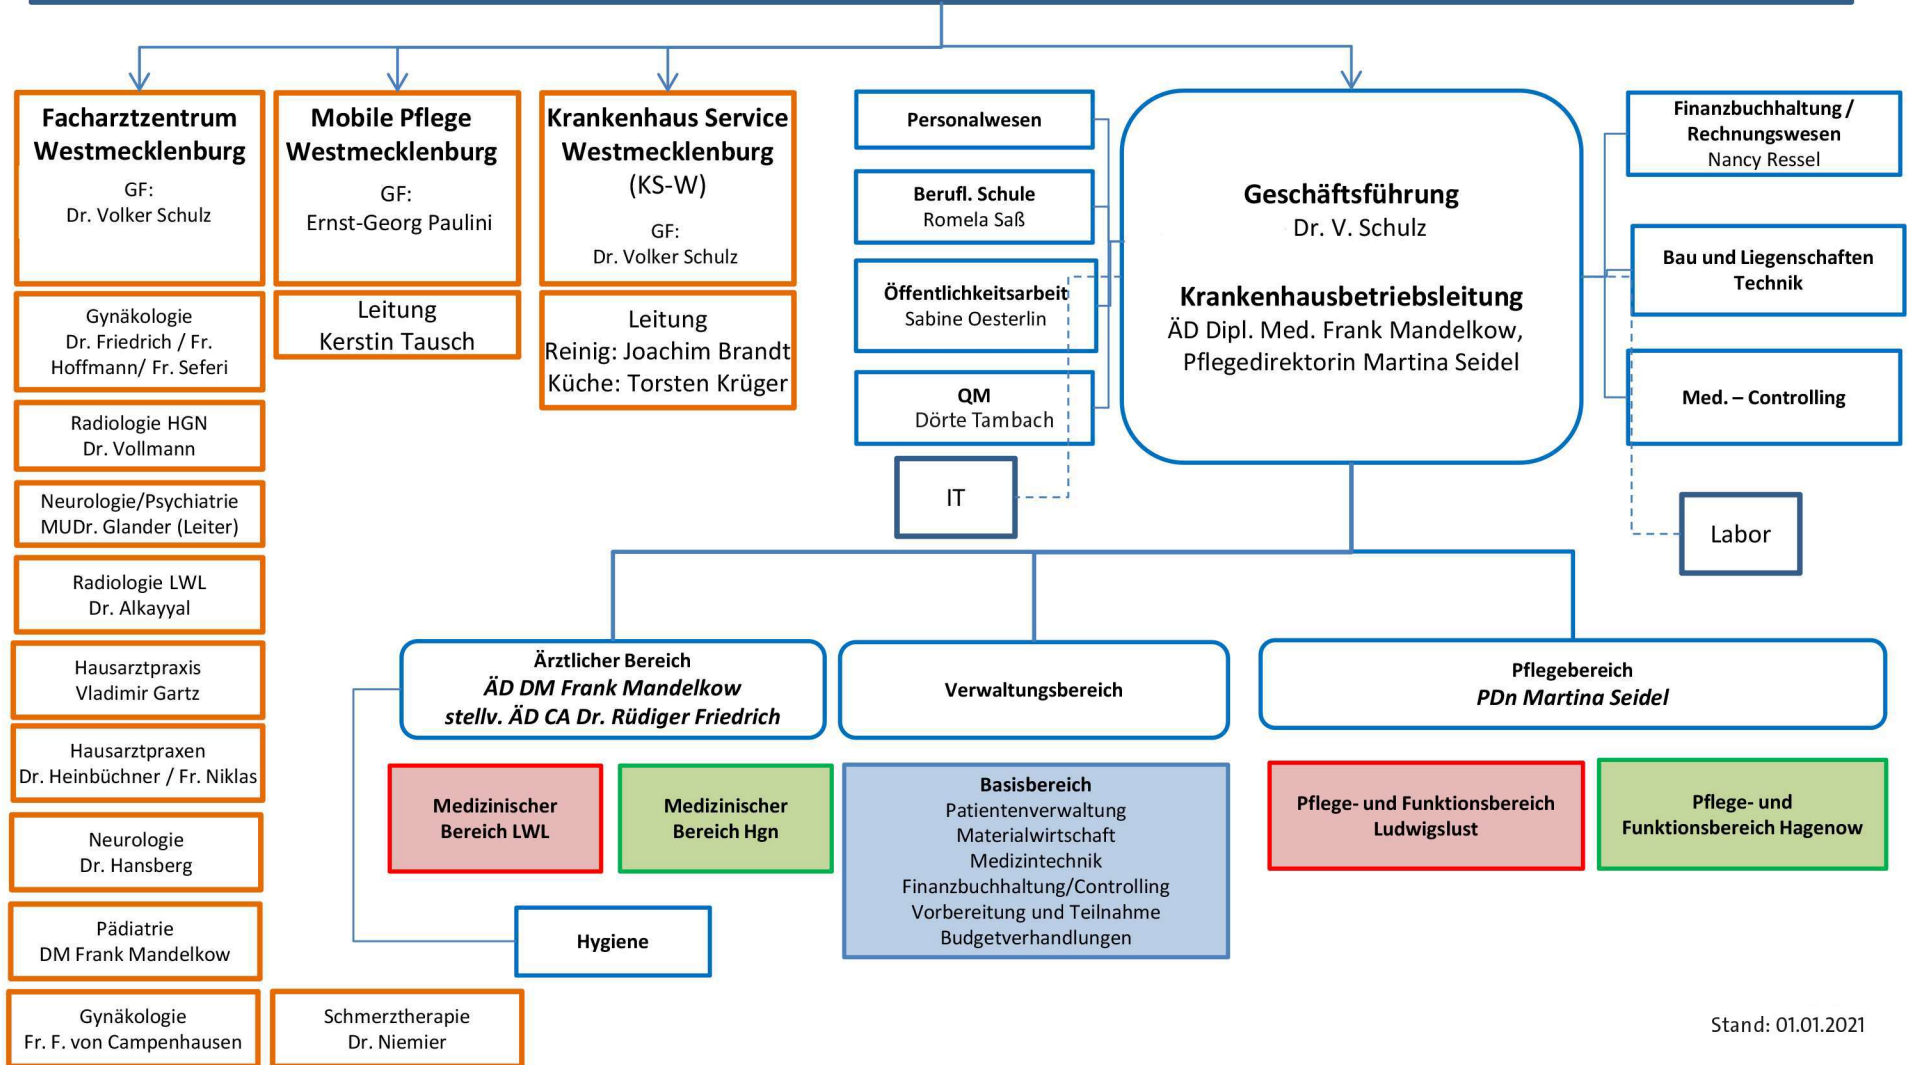 Facharztzentrum
Westmecklenburg
GF:
Dr. Volker Schulz
Mobile Pflege
Westmecklenburg
GF:
Ernst-Georg Paulini
Krankenhaus Service
Westmecklenburg
(KS-W)
GF:
Dr. Volker Schulz
Gynäkologie
Dr. Friedrich / Fr.
Hoffmann/ Fr. Seferi
Leitung
Kerstin Tausch
Leitung
Reinig: Joachim Brandt
Küche: Torsten Krüger
Radiologie HGN
Dr. Vollmann
Neurologie/Psychiatrie
MUDr. Glander (Leiter)
Radiologie LWL
Dr. Alkayyal
Hausarztpraxis
Vladimir Gartz
Hausarztpraxen
Dr. Heinbüchner / Fr. Niklas
Neurologie
Dr. Hansberg
Pädiatrie
DM Frank Mandelkow
Gynäkologie
Fr. F. von Campenhausen
Schmerztherapie
Dr. Niemier
Personalwesen
Berufl. Schule
Romela Saß
Öffentlichkeitsarbeit
Sabine Oesterlin
QM
Dörte Tambach
IT
Geschäftsführung
Dr. V. Schulz
Krankenhausbetriebsleitung
ÄD Dipl. Med. Frank Mandelkow,
Pflegedirektorin Martina Seidel
Finanzbuchhaltung /
Rechnungswesen
Nancy Ressel
Bau und Liegenschaften
Technik
Med. – Controlling
Labor
Ärztlicher Bereich
ÄD DM Frank Mandelkow
stellv. ÄD CA Dr. Rüdiger Friedrich
Verwaltungsbereich
Pflegebereich
PDn Martina Seidel
Medizinischer
Bereich LWL
Medizinischer
Bereich Hgn
Basisbereich
Patientenverwaltung
Materialwirtschaft
Medizintechnik
Finanzbuchhaltung/Controlling
Vorbereitung und Teilnahme
Budgetverhandlungen
Pflege- und Funktionsbereich
Ludwigslust
Pflege- und
Funktionsbereich Hagenow
Hygiene
Stand: 01.01.2021